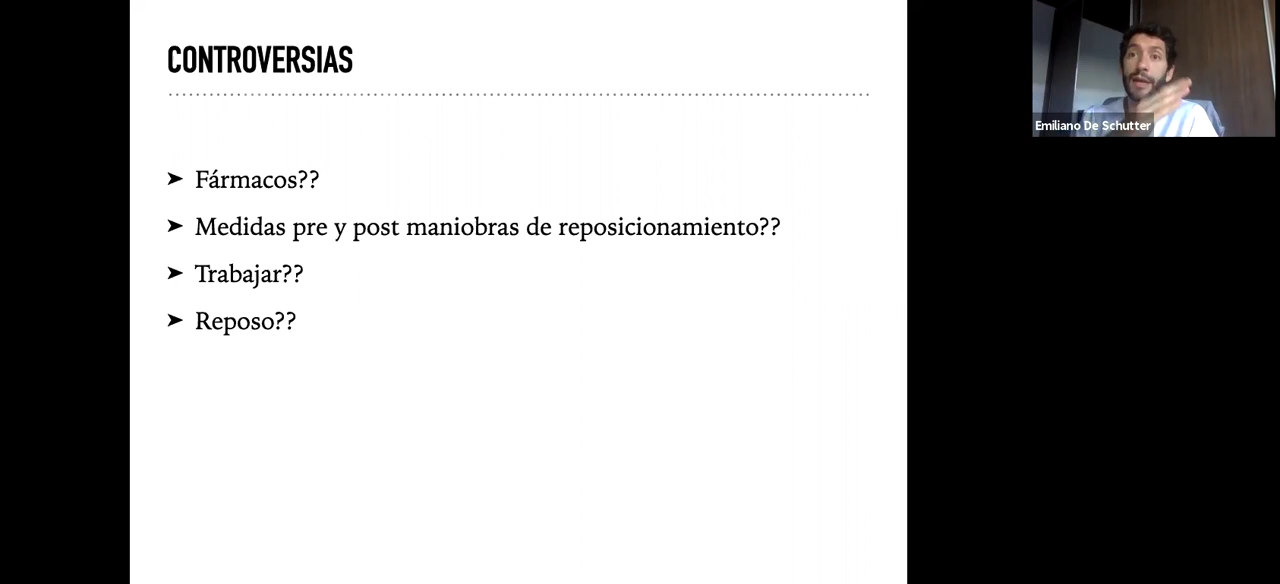 CONTROVERSIAS
➤ Fármacos??
➤ Medidas pre y post maniobras de reposicionamiento??
➤ Trabajar??
➤ Reposo??
Emiliano De Schutter